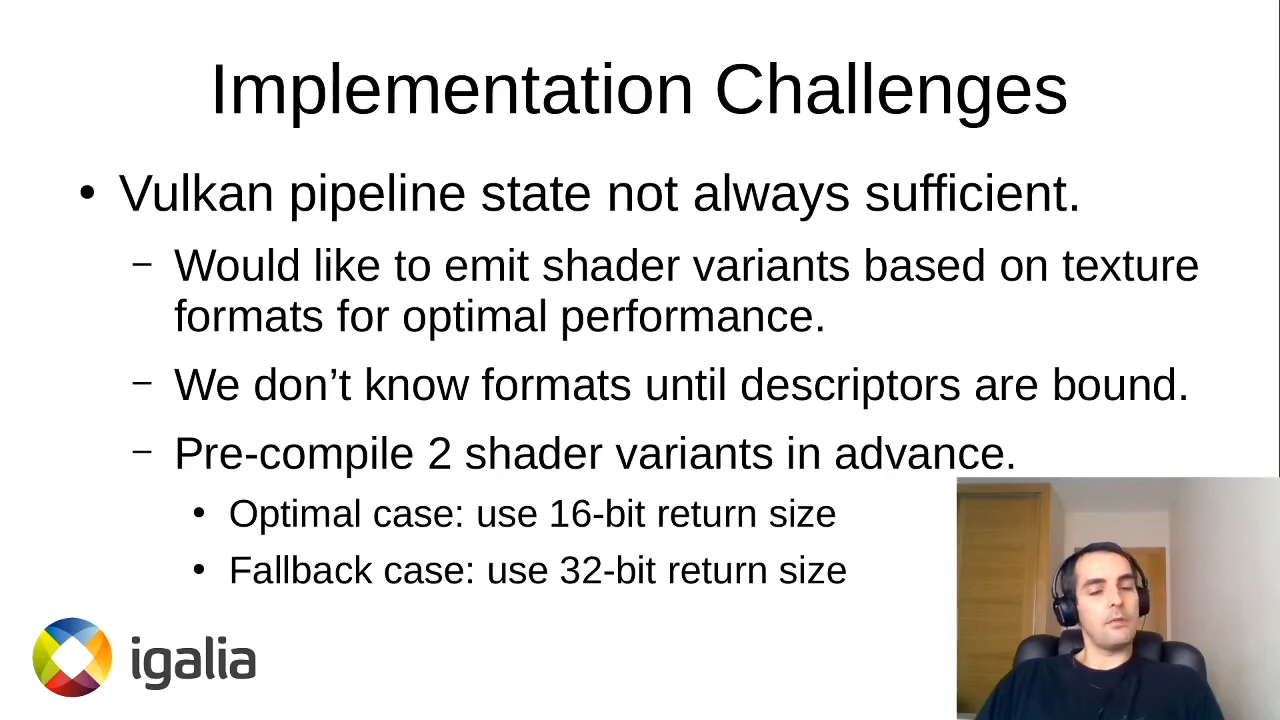 Implementation Challenges
• Vulkan pipeline state not always sufficient.
– Would like to emit shader variants based on texture
formats for optimal performance.
– We don’t know formats until descriptors are bound.
– Pre-compile 2 shader variants in advance.
• Optimal case: use 16-bit return size
• Fallback case: use 32-bit return size
igalia